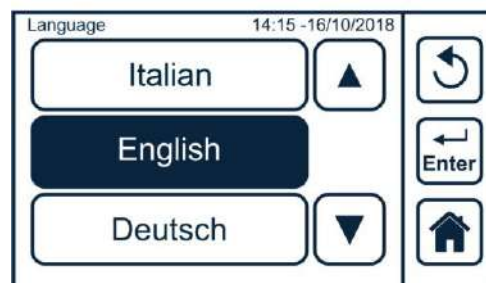 Language 14:15 -16/10/2018
Italian
English
Enter
Deutsch